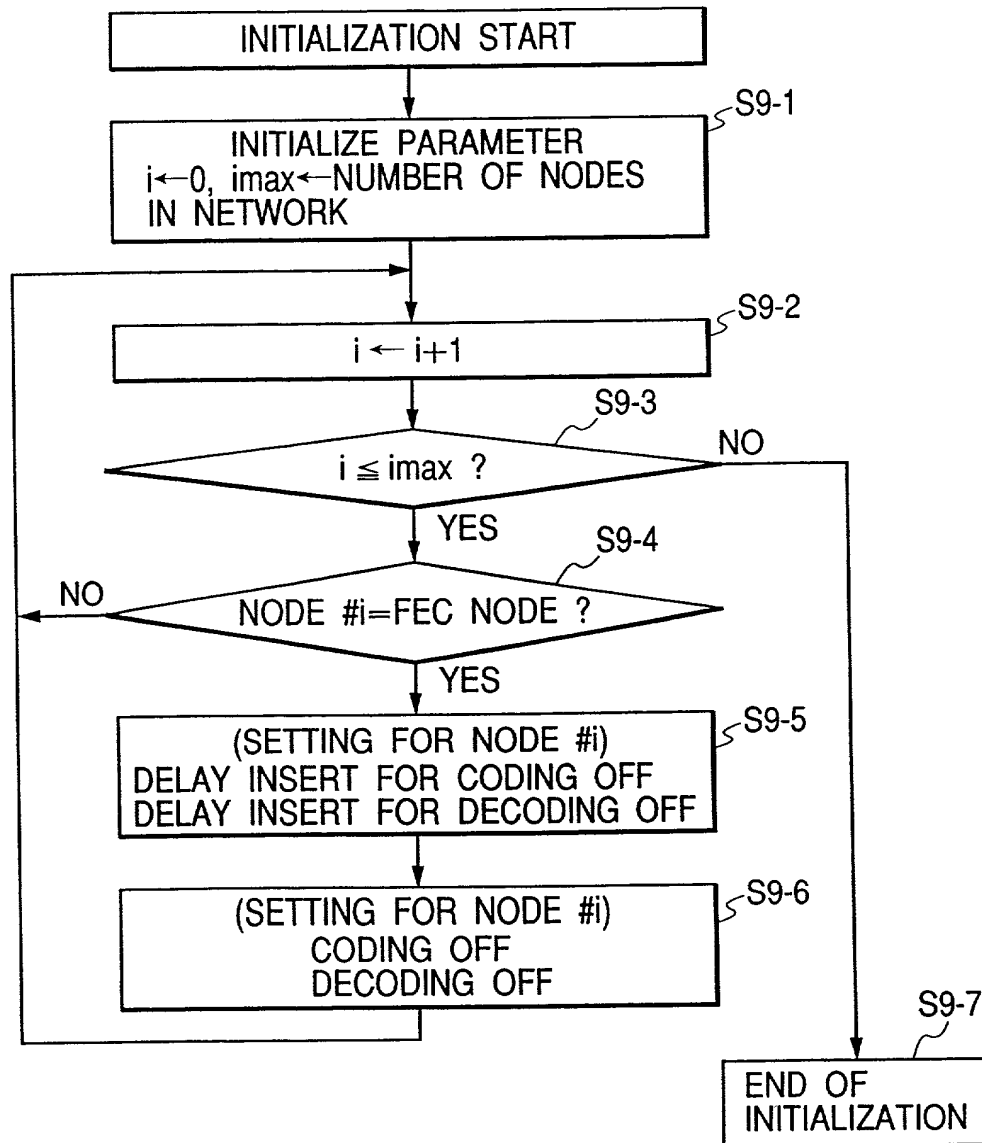 INITIALIZATION START
S9-1
INITIALIZE PARAMETER
i←0, imax←NUMBER OF NODES
IN NETWORK
S9-2
i ← i+1
S9-3
i ≦ imax ?
NO
YES
S9-4
NO
NODE #i=FEC NODE ?
YES
S9-5
(SETTING FOR NODE #i)
DELAY INSERT FOR CODING OFF
DELAY INSERT FOR DECODING OFF
S9-6
(SETTING FOR NODE #i)
CODING OFF
DECODING OFF
S9-7
END OF
INITIALIZATION